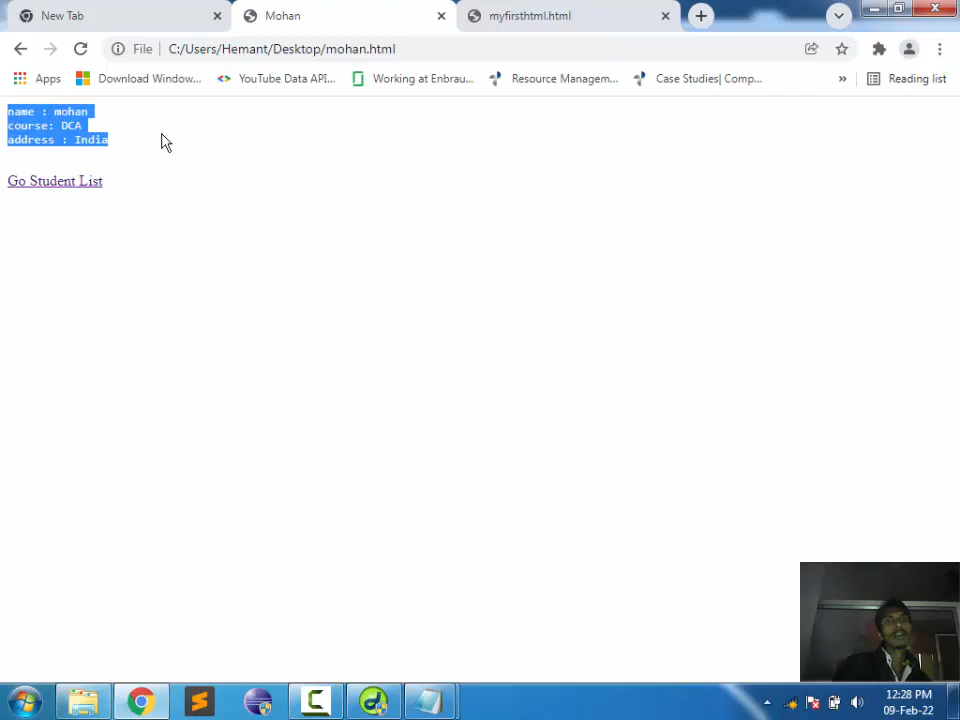 New Tab
Mohan
myfirsthtml.html
File
C:/Users/Hemant/Desktop/mohan.html
Apps
Download Window...
YouTube Data API...
Working at Enbrau...
Resource Managem...
Case Studies| Comp...
»
Reading list
name : mohan
course: DCA
address : India
Go Student List
12:28 PM
09-Feb-22